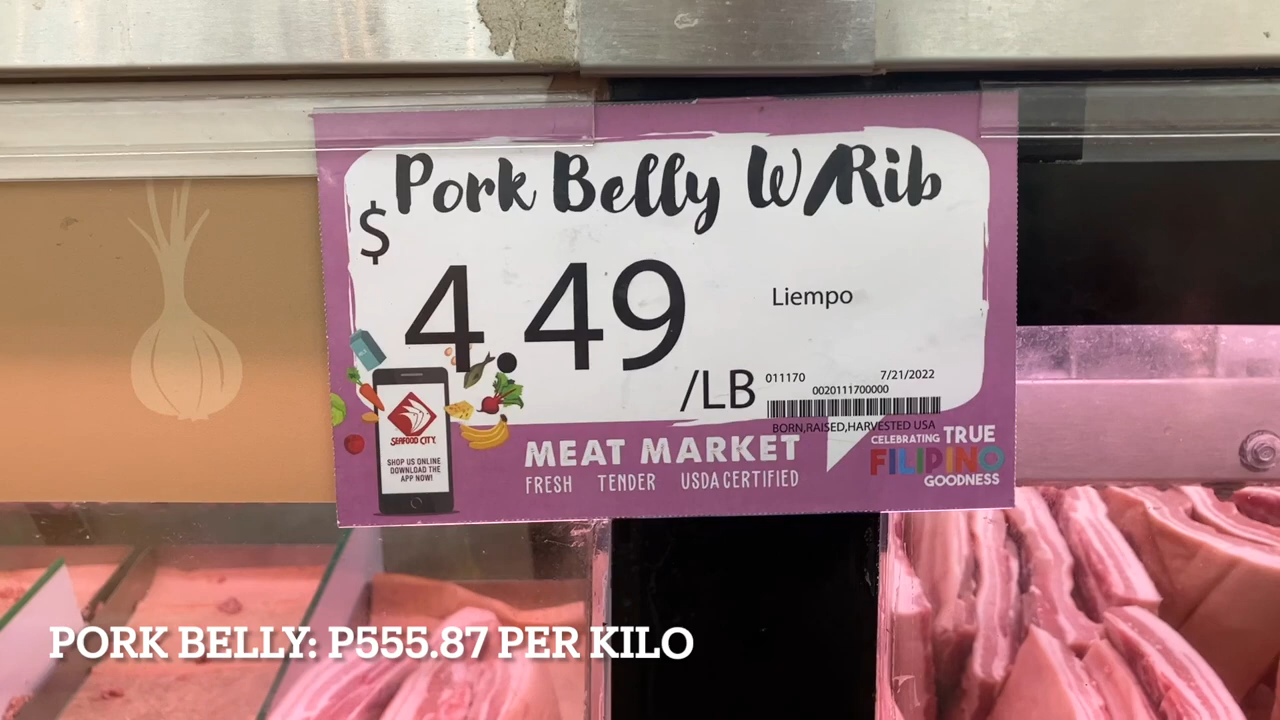 Pork Belly W/Rib
$
4.49
/LB
Liempo
011170 7/21/2022
0020111700000
BORN,RAISED,HARVESTED USA
SEAFOOD CITY
SHOP US ONLINE
DOWNLOAD THE
APP NOW!
MEAT MARKET
FRESH TENDER USDA CERTIFIED
CELEBRATING TRUE
FILIPINO
GOODNESS
PORK BELLY: P555.87 PER KILO